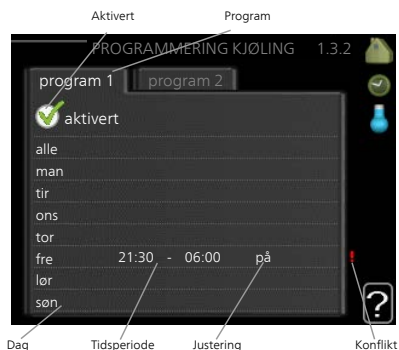 Aktivert Program
PROGRAMMERING KJØLING 1.3.2
program 1 program 2
aktivert
alle
man
tir
ons
tor
fre 21:30 - 06:00 på !
lør
søn
?
Dag Tidsperiode Justering Konflikt